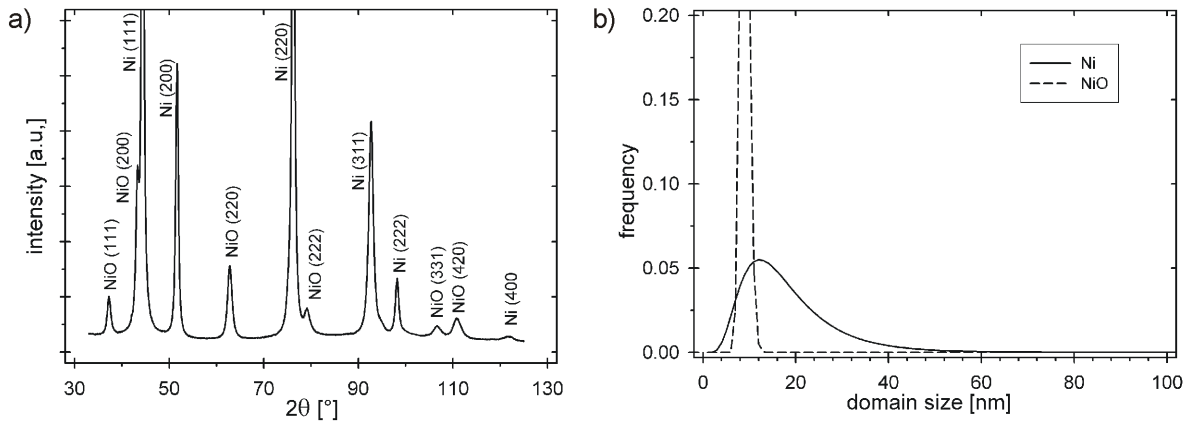 a)
intensity [a.u,]
NiO (111)
NiO (200)
Ni (111)
Ni (200)
NiO (220)
Ni (220)
NiO (222)
Ni (311)
Ni (222)
NiO (331)
NiO (420)
Ni (400
30 50 70 90 110 130
2θ [°]
b)
frequency
0.20
0.15
0.10
0.05
0.00
Ni
NiO
0 20 40 60 80 100
domain size [nm]